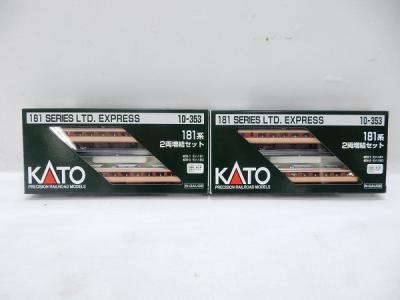 181 SERIES LTD. EXPRESS 10-353
181系
2両増結セット
KATO
PRECISION RAILROAD MODELS
N-GAUGE
181 SERIES LTD. EXPRESS 10-353
181系
2両増結セット
KATO
PRECISION RAILROAD MODELS
N-GAUGE